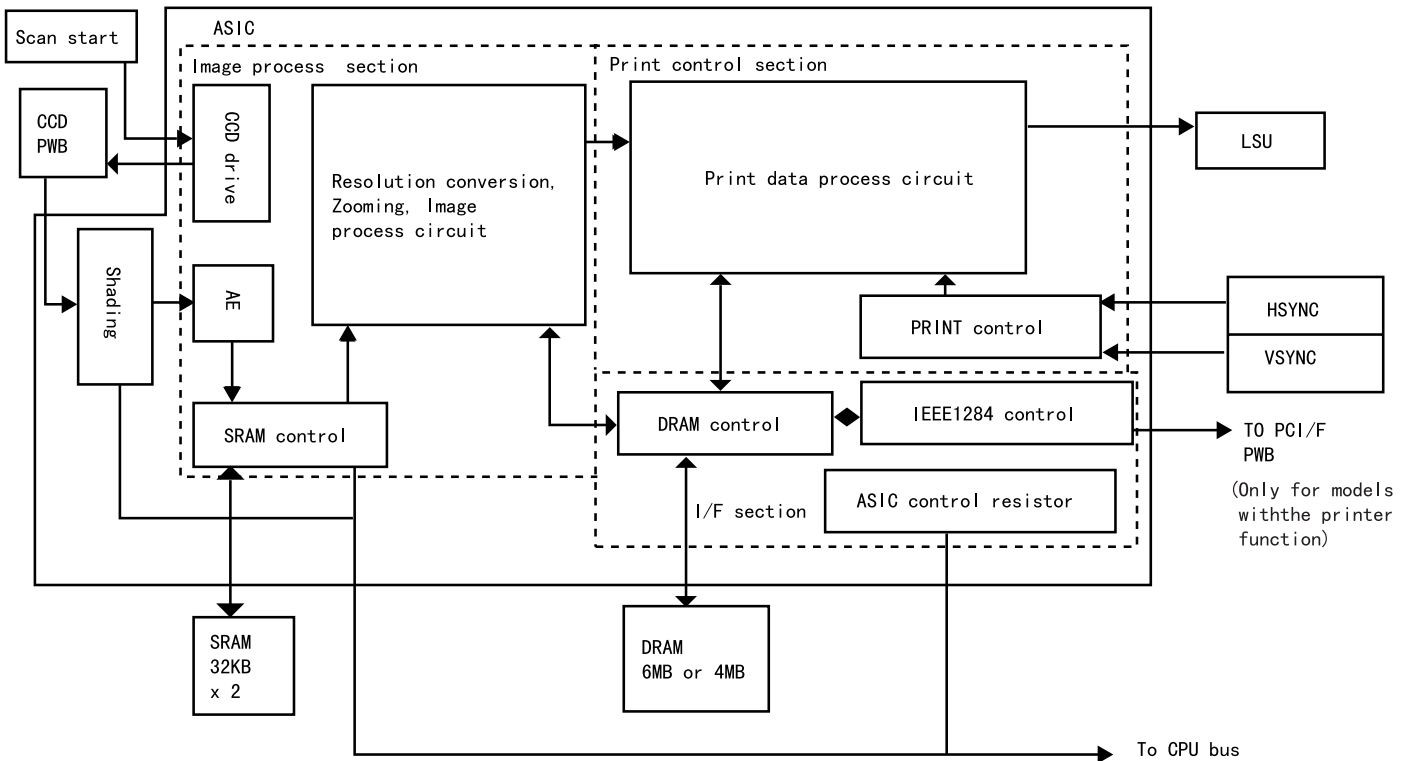 Scan start
ASIC
Image process section
Print control section
CCD
PWB
CCD drive
Resolution conversion,
Zooming, Image
process circuit
Print data process circuit
LSU
Shading
AE
PRINT control
HSYNC
VSYNC
SRAM control
DRAM control
IEEE1284 control
TO PCI/F
PWB
(Only for models
withthe printer
function)
I/F section
ASIC control resistor
SRAM
32KB
x 2
DRAM
6MB or 4MB
To CPU bus